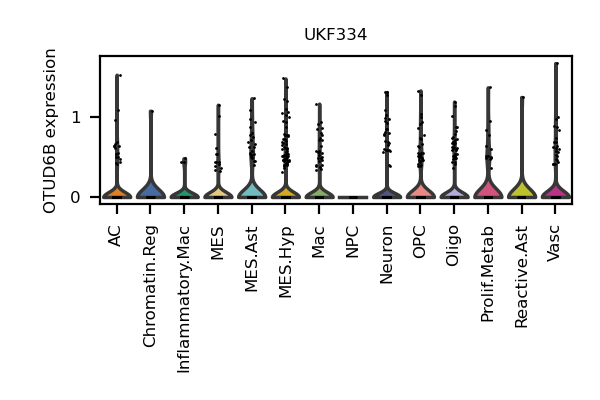 UKF334
OTUD6B expression
1
0
AC
Chromatin.Reg
Inflammatory.Mac
MES
MES.Ast
MES.Hyp
Mac
NPC
Neuron
OPC
Oligo
Prolif.Metab
Reactive.Ast
Vasc